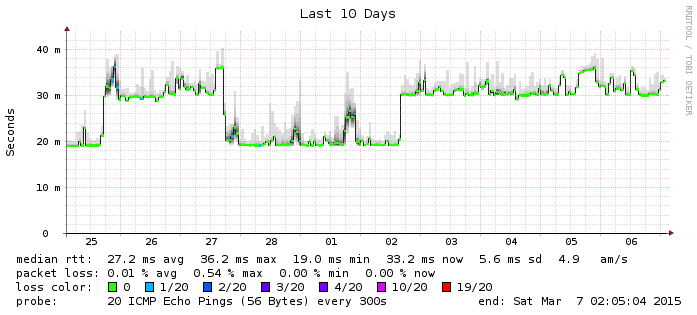 Last 10 Days
RRDTOOL / TOBI OETIKER
Seconds
40 m
30 m
20 m
10 m
0
25 26 27 28 01 02 03 04 05 06
median rtt: 27.2 ms avg 36.2 ms max 19.0 ms min 33.2 ms now 5.6 ms sd 4.9 am/s
packet loss: 0.01 % avg 0.54 % max 0.00 % min 0.00 % now
loss color: 0 1/20 2/20 3/20 4/20 10/20 19/20
probe: 20 ICMP Echo Pings (56 Bytes) every 300s end: Sat Mar 7 02:05:04 2015